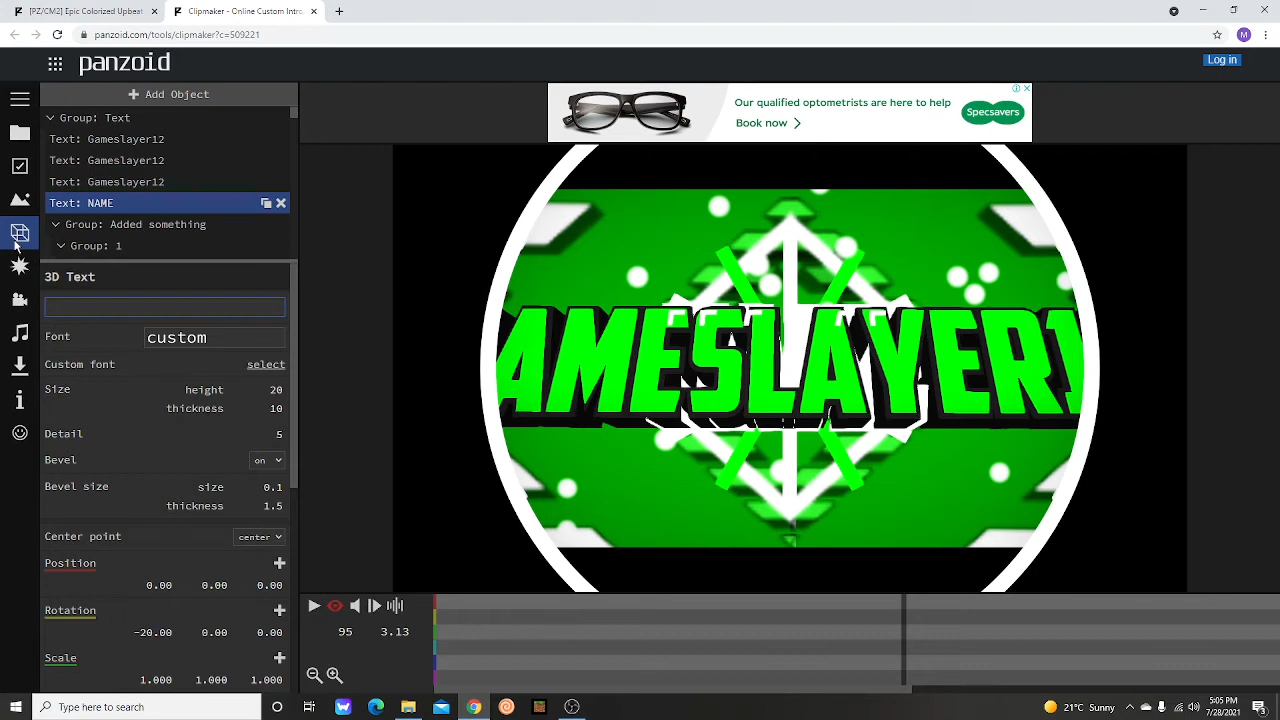 [PZ/CM2] Epic Colorized Upbeat
Clipmaker - Online Custom Intro
panzoid.com/tools/clipmaker?c=509221
M
panzoid
Log in
Add Object
Group: TEXT
Text: Gameslayer12
Text: Gameslayer12
Text: Gameslayer12
Text: NAME
Group: Added something
Group: 1
3D Text
Font custom
Custom font select
Size height 20
thickness 10
Detail 5
Bevel on
Bevel size size 0.1
thickness 1.5
Center point center
Position
0.00 0.00 0.00
Rotation
-20.00 0.00 0.00
Scale
1.000 1.000 1.000
Our qualified optometrists are here to help
Book now
Specsavers
AMESLAYER1
95 3.13
Type here to search
21°C Sunny
5:05 PM
7/28/2021